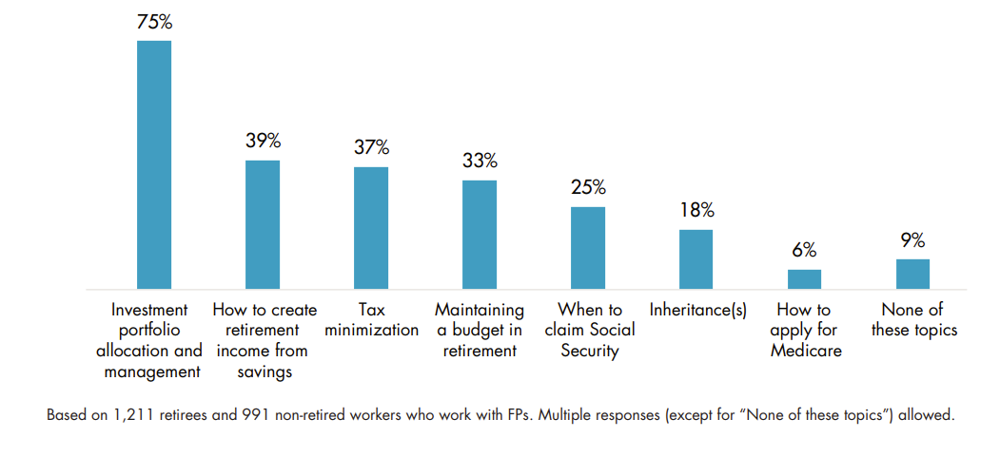 75%
39%
37%
33%
25%
18%
6%
9%
Investment
portfolio
allocation and
management
How to create
retirement
income from
savings
Tax
minimization
Maintaining
a budget in
retirement
When to
claim Social
Security
Inheritance(s)
How to
apply for
Medicare
None of
these topics
Based on 1,211 retirees and 991 non-retired workers who work with FPs. Multiple responses (except for “None of these topics”) allowed.